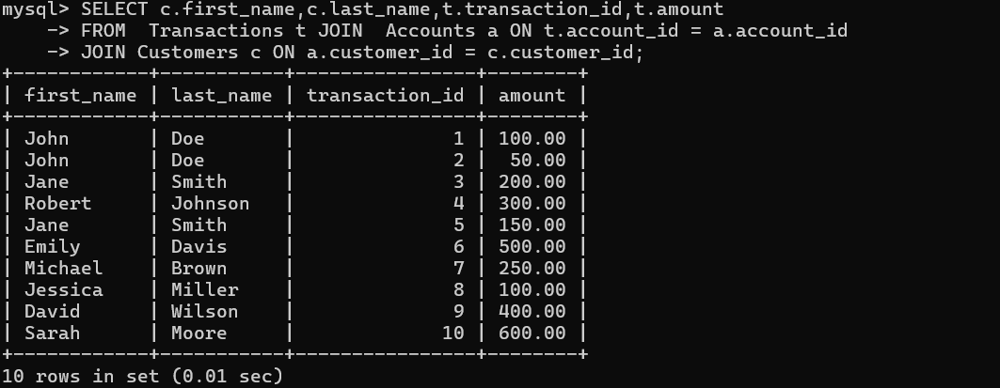 mysql> SELECT c.first_name,c.last_name,t.transaction_id,t.amount
    -> FROM  Transactions t JOIN  Accounts a ON t.account_id = a.account_id
    -> JOIN Customers c ON a.customer_id = c.customer_id;
+------------+-----------+----------------+--------+
| first_name | last_name | transaction_id | amount |
+------------+-----------+----------------+--------+
| John       | Doe       |              1 | 100.00 |
| John       | Doe       |              2 |  50.00 |
| Jane       | Smith     |              3 | 200.00 |
| Robert     | Johnson   |              4 | 300.00 |
| Jane       | Smith     |              5 | 150.00 |
| Emily      | Davis     |              6 | 500.00 |
| Michael    | Brown     |              7 | 250.00 |
| Jessica    | Miller    |              8 | 100.00 |
| David      | Wilson    |              9 | 400.00 |
| Sarah      | Moore     |             10 | 600.00 |
+------------+-----------+----------------+--------+
10 rows in set (0.01 sec)